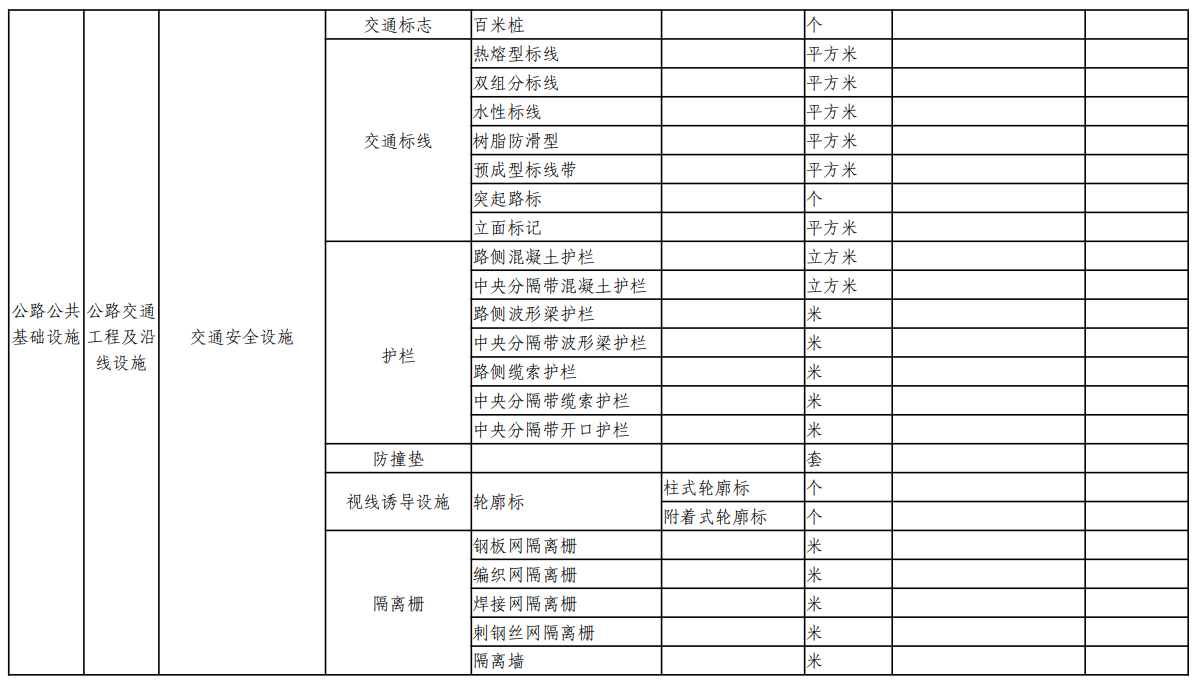 交通标志 百米桩 个
热熔型标线 平方米
双组分标线 平方米
水性标线 平方米
交通标线 树脂防滑型 平方米
预成型标线带 平方米
突起路标 个
立面标记 平方米
路侧混凝土护栏 立方米
中央分隔带混凝土护栏 立方米
公路公共 公路交通
路侧波形梁护栏 米
基础设施 工程及沿 交通安全设施
中央分隔带波形梁护栏 米
线设施
护栏
路侧缆索护栏 米
中央分隔带缆索护栏 米
中央分隔带开口护栏 米
防撞垫 套
视线诱导设施 轮廓标 柱式轮廓标 个
附着式轮廓标 个
钢板网隔离栅 米
编织网隔离栅 米
隔离栅 焊接网隔离栅 米
刺钢丝网隔离栅 米
隔离墙 米